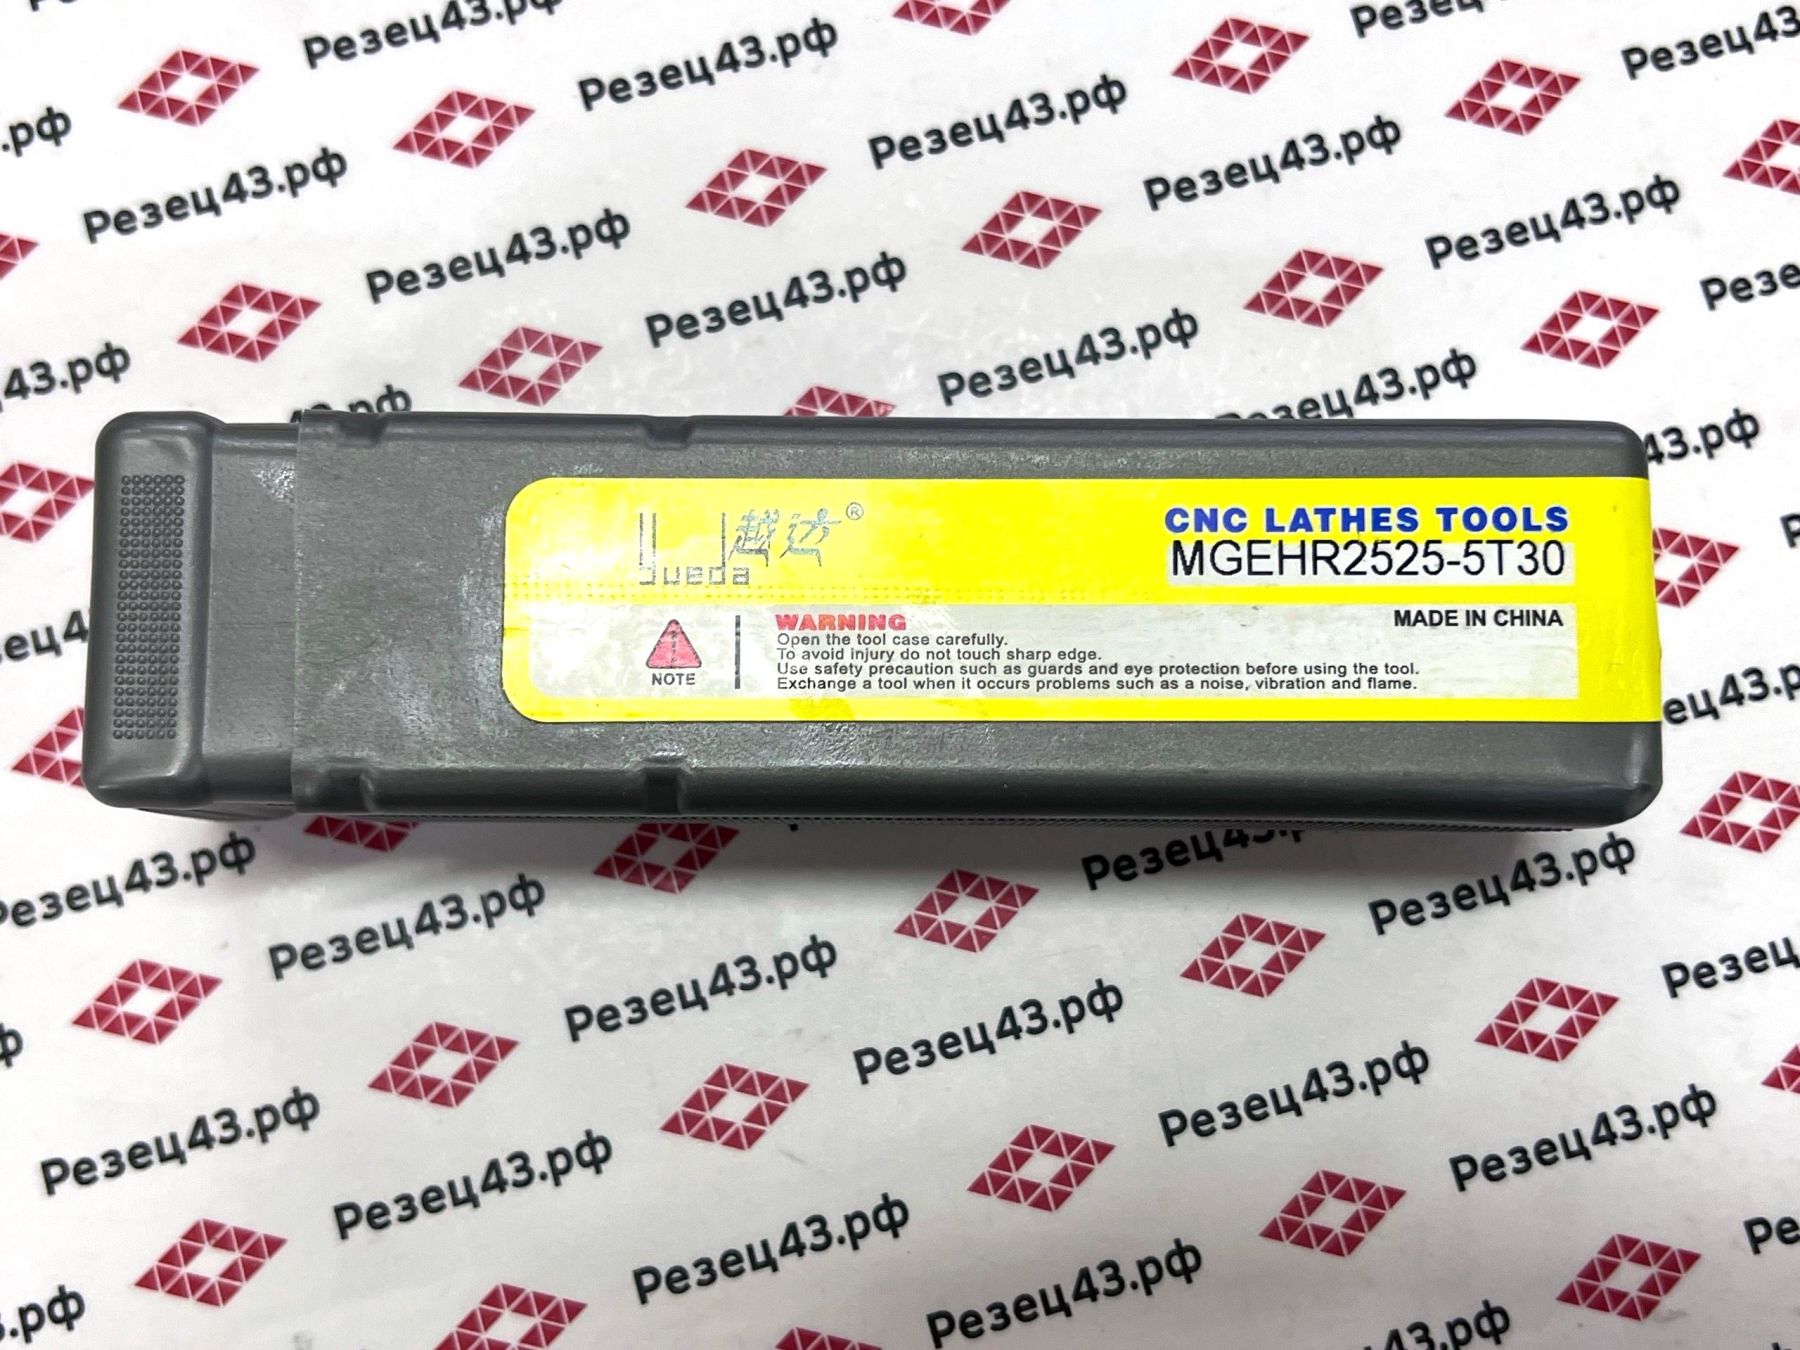 Резец43.рф
yueda 越达®
CNC LATHES TOOLS
MGEHR2525-5T30
MADE IN CHINA
NOTE
WARNING
Open the tool case carefully.
To avoid injury do not touch sharp edge.
Use safety precaution such as guards and eye protection before using the tool.
Exchange a tool when it occurs problems such as a noise, vibration and flame.